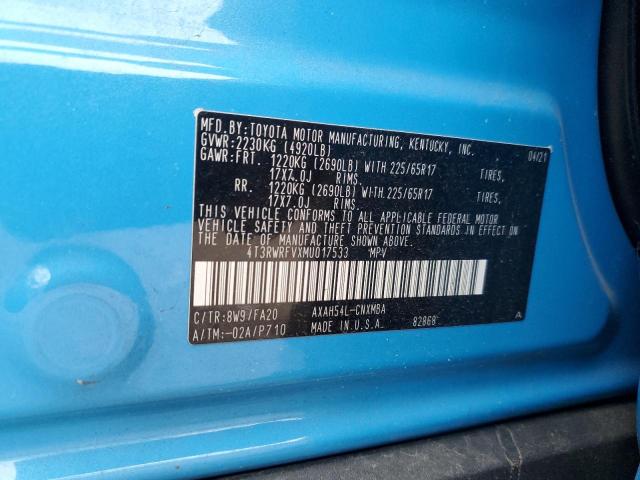 MFD.BY:TOYOTA MOTOR MANUFACTURING, KENTUCKY, INC.
GVWR:2230KG (4920LB) 04/21
GAWR:FRT. 1220KG (2690LB) WITH 225/65R17
17X7.0J RIMS.
RR. 1220KG (2690LB) WITH 225/65R17
17X7.0J RIMS.
THIS VEHICLE CONFORMS TO ALL APPLICABLE FEDERAL MOTOR
VEHICLE SAFETY AND THEFT PREVENTION STANDARDS IN EFFECT ON
THE DATE OF MANUFACTURE SHOWN ABOVE.
4T3RWRFVXMU017533 MPV
C/TR:8W9/FA20 AXAH54L-CNXMBA A
A/TM:-02A/P710 MADE IN U.S.A. 82868